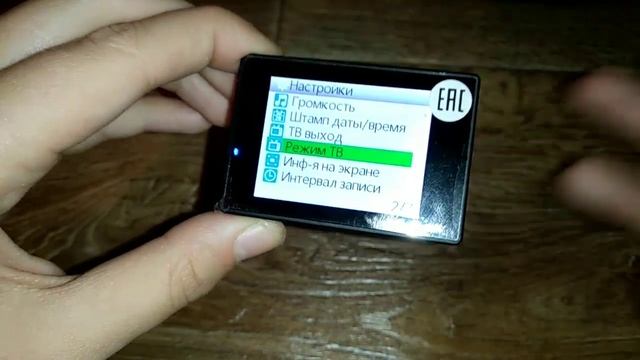 Настройки
Громкость
Штамп даты/время
ТВ выход
Режим ТВ
Инф-я на экране
Интервал записи
EAC